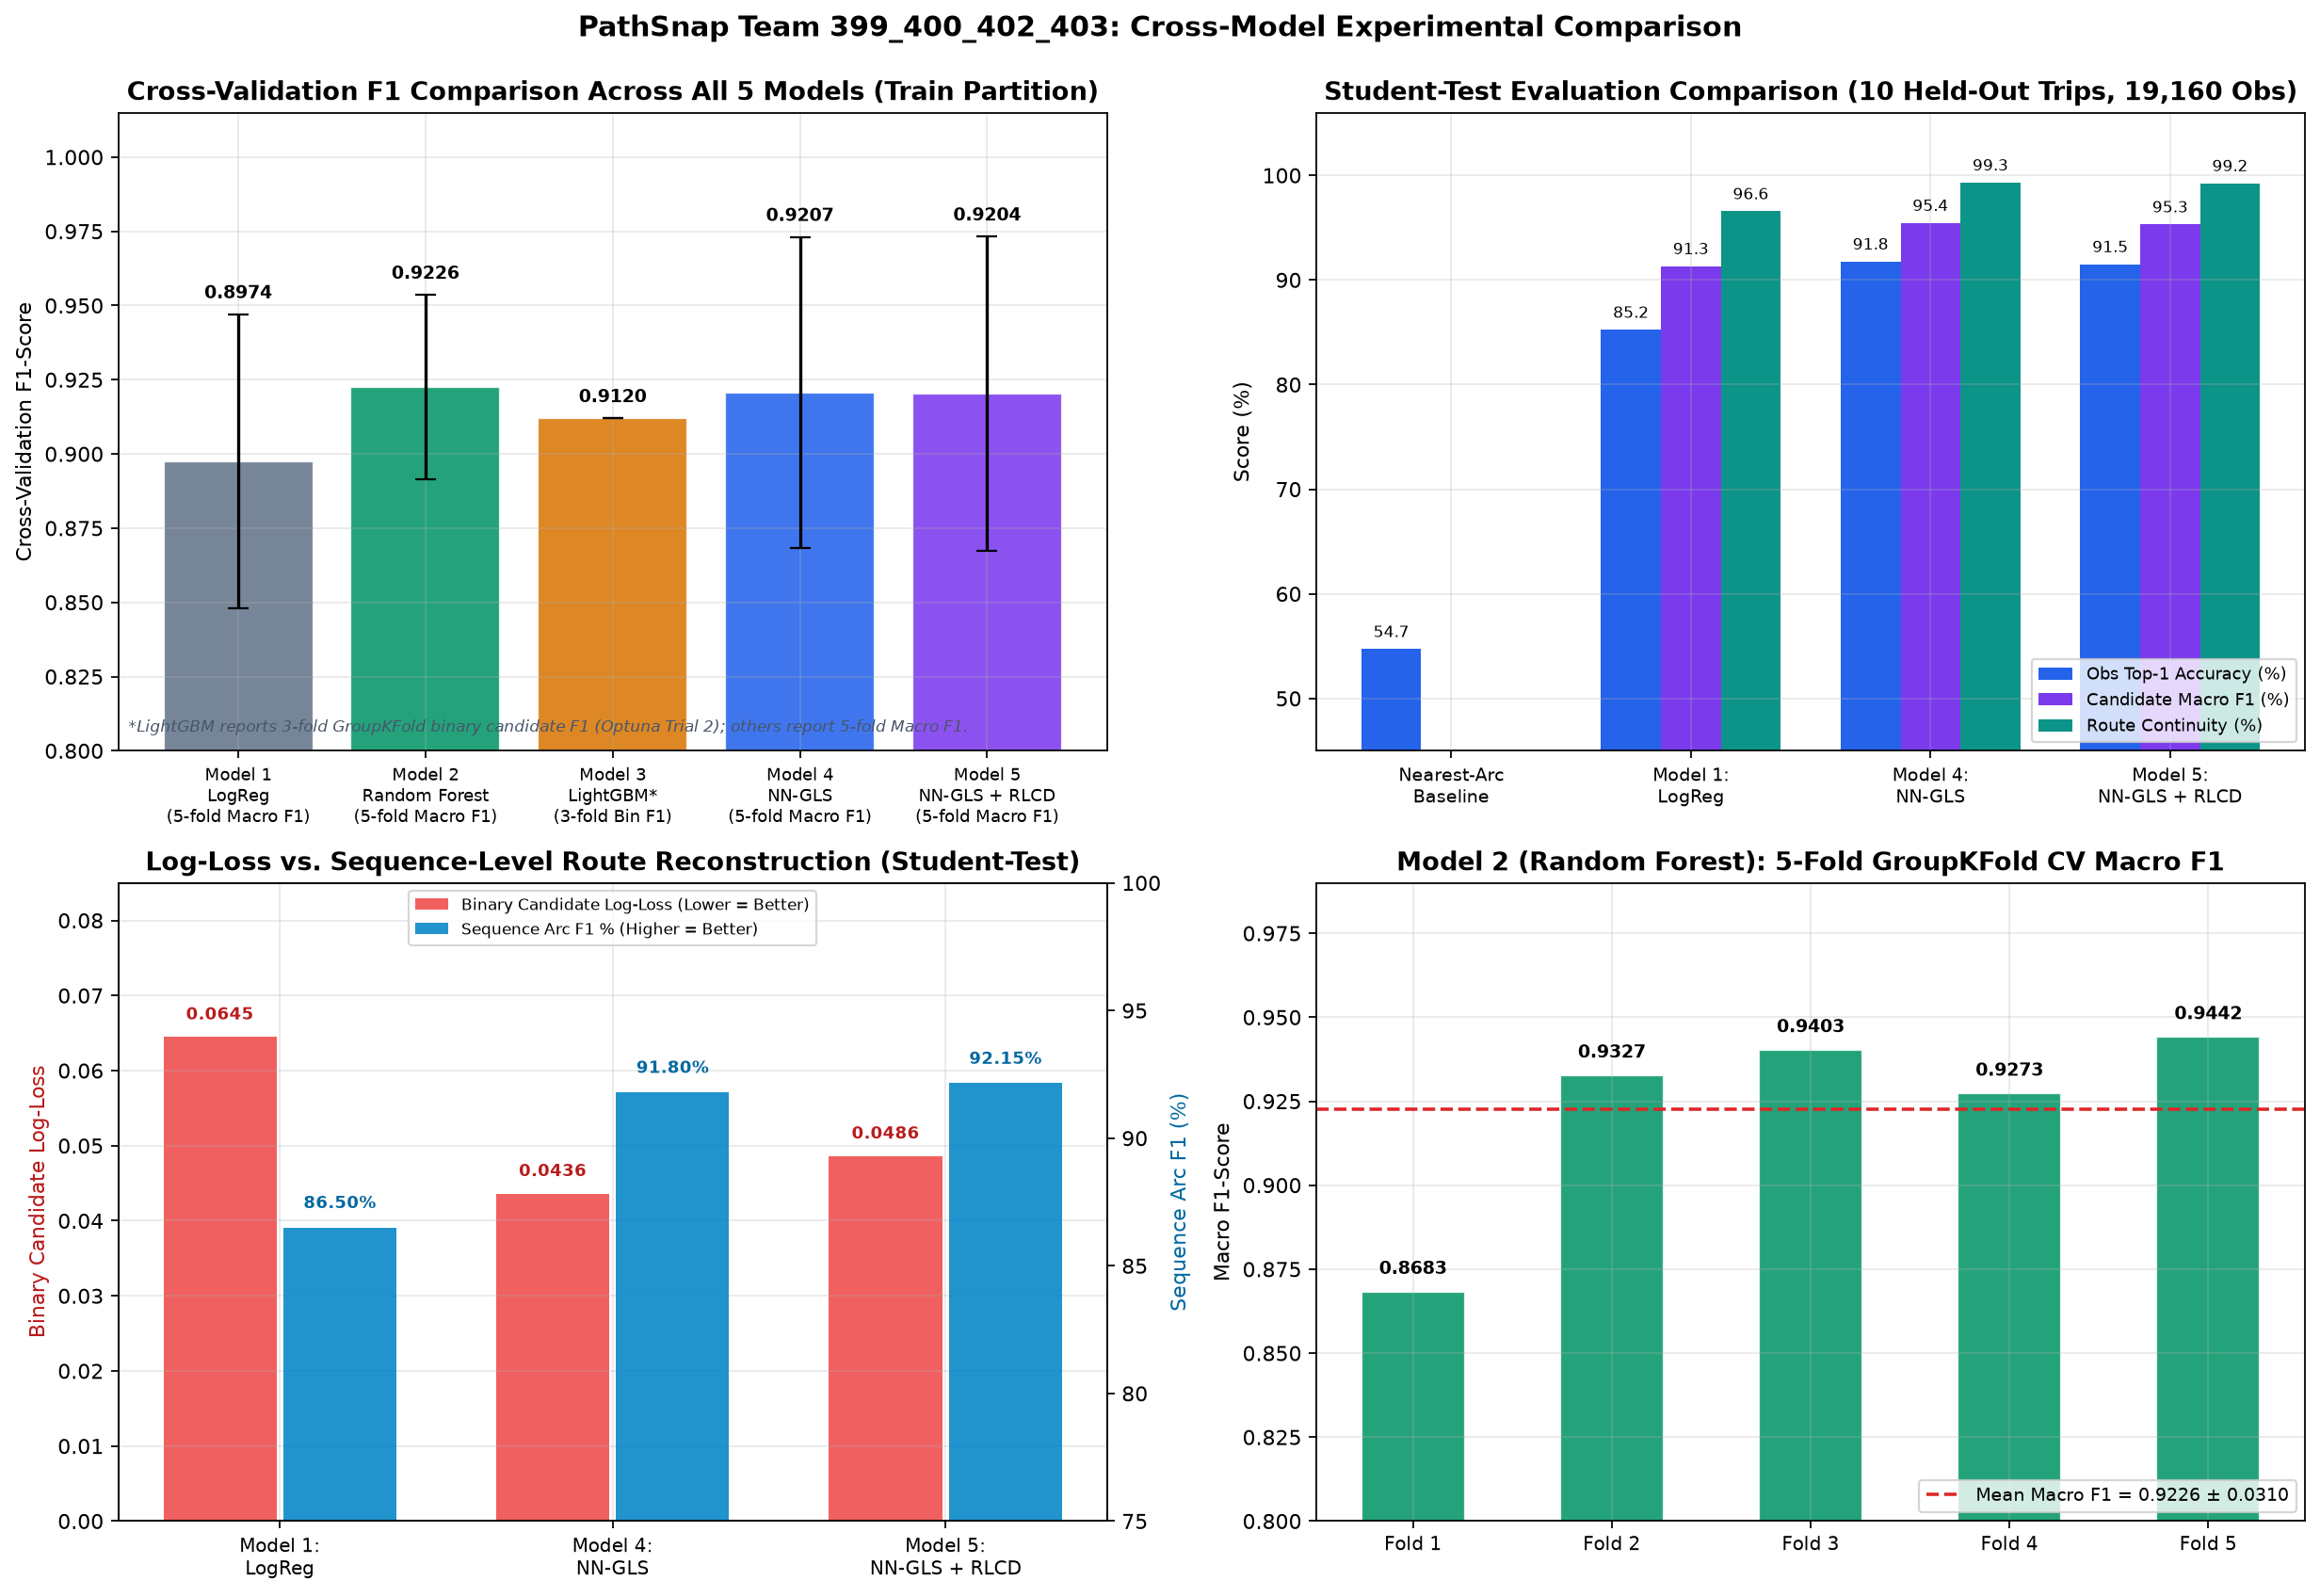 PathSnap Team 399_400_402_403: Cross-Model Experimental Comparison
Cross-Validation F1 Comparison Across All 5 Models (Train Partition)
Cross-Validation F1-Score
1.000
0.975
0.950
0.925
0.900
0.875
0.850
0.825
0.800
0.8974
0.9226
0.9120
0.9207
0.9204
*LightGBM reports 3-fold GroupKFold binary candidate F1 (Optuna Trial 2); others report 5-fold Macro F1.
Model 1
LogReg
(5-fold Macro F1)
Model 2
Random Forest
(5-fold Macro F1)
Model 3
LightGBM*
(3-fold Bin F1)
Model 4
NN-GLS
(5-fold Macro F1)
Model 5
NN-GLS + RLCD
(5-fold Macro F1)
Student-Test Evaluation Comparison (10 Held-Out Trips, 19,160 Obs)
Score (%)
100
90
80
70
60
50
54.7
85.2
91.3
96.6
91.8
95.4
99.3
91.5
95.3
99.2
Obs Top-1 Accuracy (%)
Candidate Macro F1 (%)
Route Continuity (%)
Nearest-Arc
Baseline
Model 1:
LogReg
Model 4:
NN-GLS
Model 5:
NN-GLS + RLCD
Log-Loss vs. Sequence-Level Route Reconstruction (Student-Test)
Binary Candidate Log-Loss
0.08
0.07
0.06
0.05
0.04
0.03
0.02
0.01
0.00
Binary Candidate Log-Loss (Lower = Better)
Sequence Arc F1 % (Higher = Better)
0.0645
86.50%
0.0436
91.80%
0.0486
92.15%
100
95
90
85
80
75
Sequence Arc F1 (%)
Model 1:
LogReg
Model 4:
NN-GLS
Model 5:
NN-GLS + RLCD
Model 2 (Random Forest): 5-Fold GroupKFold CV Macro F1
Macro F1-Score
0.975
0.950
0.925
0.900
0.875
0.850
0.825
0.800
0.8683
0.9327
0.9403
0.9273
0.9442
Mean Macro F1 = 0.9226 ± 0.0310
Fold 1
Fold 2
Fold 3
Fold 4
Fold 5